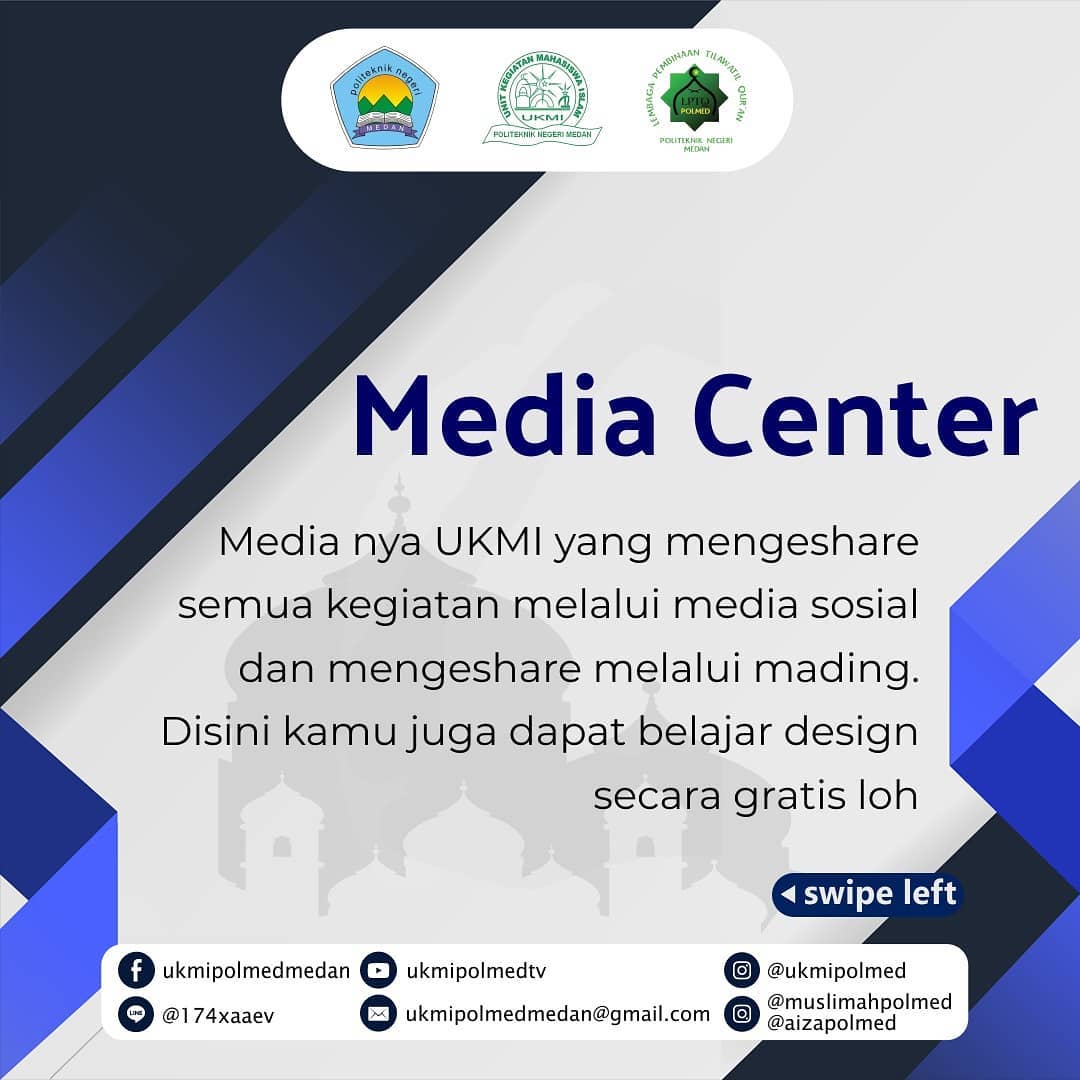 politeknik negeri
MEDAN
UNIT KEGIATAN MAHASISWA ISLAM
UKMI
POLITEKNIK NEGERI MEDAN
LEMBAGA PEMBINAAN TILAWATIL QUR'AN
LPTQ
POLMED
POLITEKNIK NEGERI
MEDAN
Media Center
Media nya UKMI yang mengeshare
semua kegiatan melalui media sosial
dan mengeshare melalui mading.
Disini kamu juga dapat belajar design
secara gratis loh
swipe left
ukmipolmedmedan
ukmipolmedtv
@ukmipolmed
LINE
@174xaaev
ukmipolmedmedan@gmail.com
@muslimahpolmed
@aizapolmed